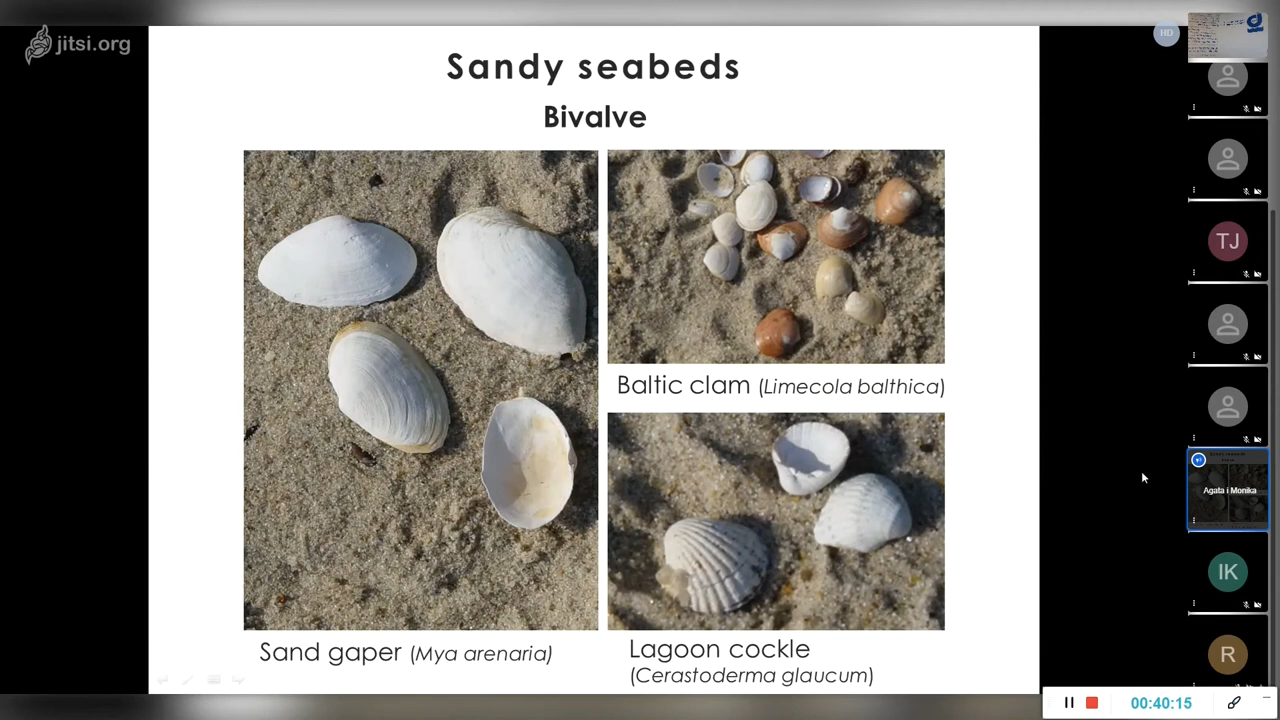 jitsi.org
HD
Sandy seabeds
Bivalve
Baltic clam (Limecola balthica)
Sand gaper (Mya arenaria)
Lagoon cockle
(Cerastoderma glaucum)
TJ
Agata i Monika
IK
R
00:40:15